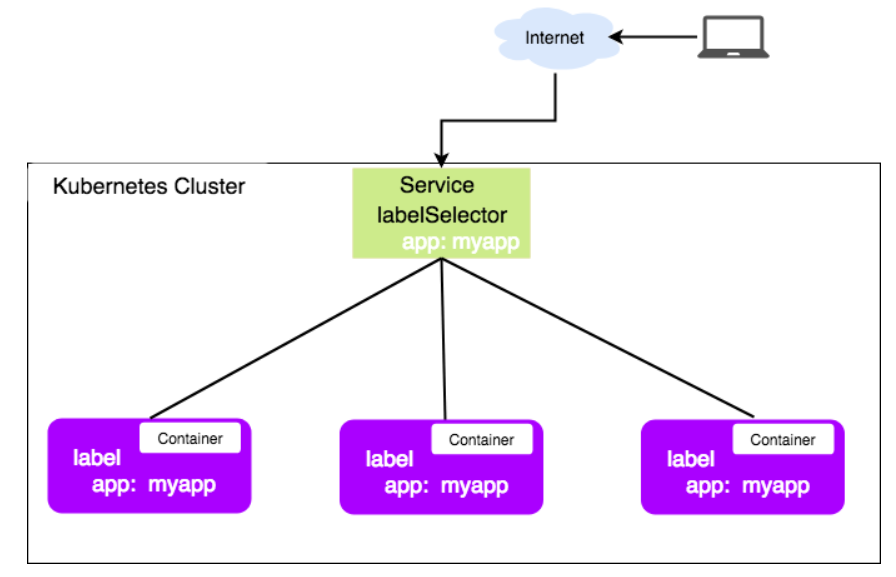 Internet
Kubernetes Cluster
Service
labelSelector
app: myapp
Container
label
app: myapp
Container
label
app: myapp
Container
label
app: myapp